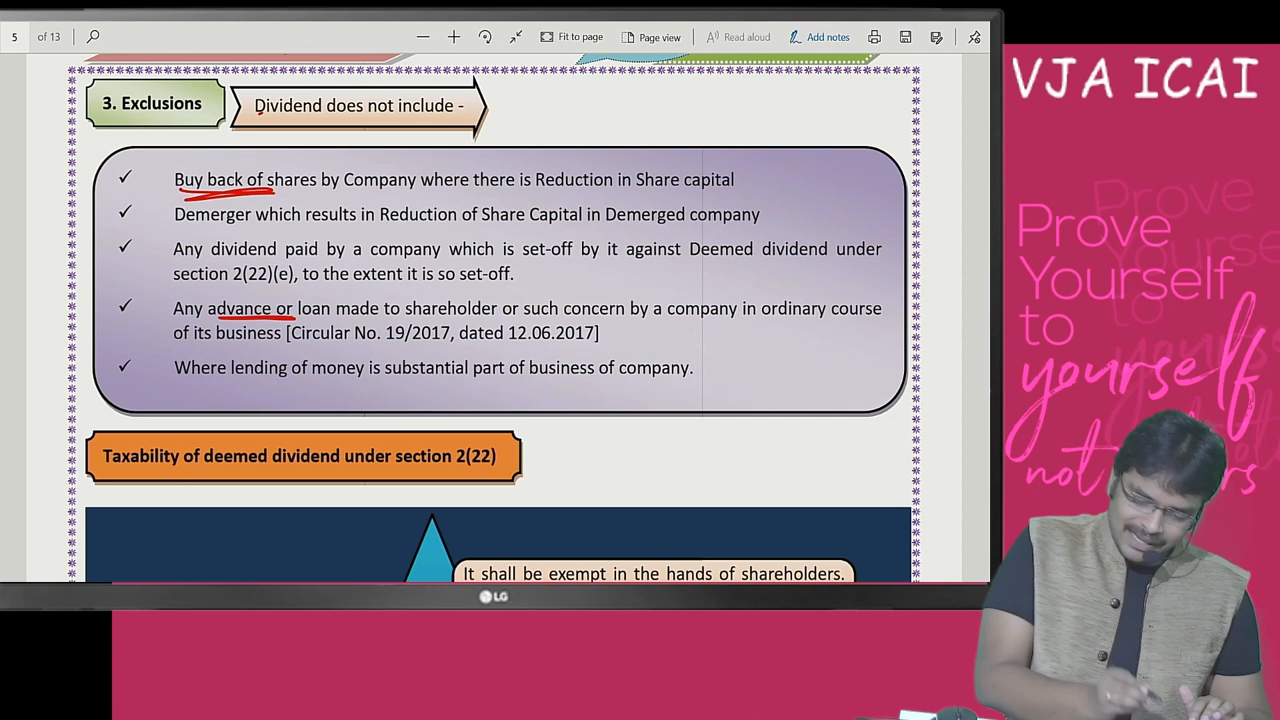 5 of 13
Fit to page
Page view
Read aloud
Add notes
VJA ICAI
3. Exclusions
Dividend does not include -
Buy back of shares by Company where there is Reduction in Share capital
Demerger which results in Reduction of Share Capital in Demerged company
Any dividend paid by a company which is set-off by it against Deemed dividend under
section 2(22)(e), to the extent it is so set-off.
Any advance or loan made to shareholder or such concern by a company in ordinary course
of its business [Circular No. 19/2017, dated 12.06.2017]
Where lending of money is substantial part of business of company.
Taxability of deemed dividend under section 2(22)
It shall be exempt in the hands of shareholders.
LG
Prove
Yourself
to
yourself
not